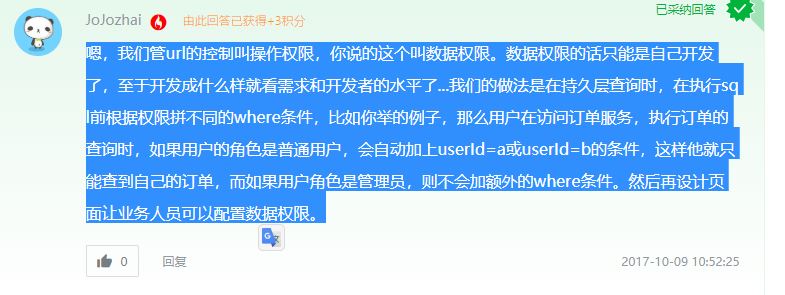 已采纳回答
JoJozhai 由此回答已获得+3积分
嗯，我们管url的控制叫操作权限，你说的这个叫数据权限。数据权限的话只能是自己开发
了，至于开发成什么样就看需求和开发者的水平了...我们的做法是在持久层查询时，在执行sq
l前根据权限拼不同的where条件，比如你举的例子，那么用户在访问订单服务，执行订单的
查询时，如果用户的角色是普通用户，会自动加上userId=a或userId=b的条件，这样他就只
能查到自己的订单，而如果用户角色是管理员，则不会加额外的where条件。然后再设计页
面让业务人员可以配置数据权限。
0 回复 2017-10-09 10:52:25